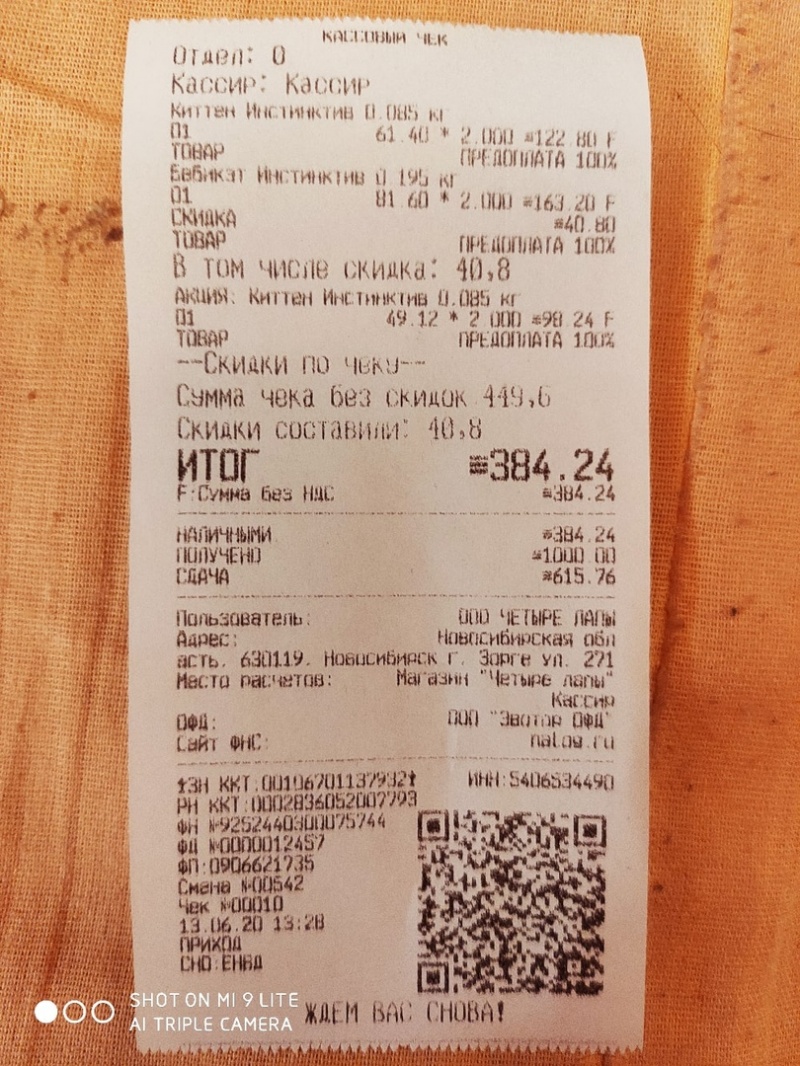 КАССОВЫЙ ЧЕК
Отдел: 0
Кассир: Кассир
Киттен Инстинктив 0.085 кг
01 61.40 * 2.000 ≡122.80 F
ТОВАР ПРЕДОПЛАТА 100%
Бебикэт Инстинктив 0.195 кг
01 81.60 * 2.000 ≡163.20 F
СКИДКА ≡40.80
ТОВАР ПРЕДОПЛАТА 100%
В том числе скидка: 40,8
АКЦИЯ: Киттен Инстинктив 0.085 кг
01 49.12 * 2.000 ≡98.24 F
ТОВАР ПРЕДОПЛАТА 100%
--Скидки по чеку--
Сумма чека без скидок 449,6
Скидки составили: 40,8
ИТОГ ≡384.24
F:Сумма без НДС ≡384.24
НАЛИЧНЫМИ ≡384.24
ПОЛУЧЕНО ≡1000.00
СДАЧА ≡615.76
Пользователь: ООО ЧЕТЫРЕ ЛАПЫ
Адрес: Новосибирская обл
асть, 630119, Новосибирск г, Зорге ул, 271
Место расчетов: Магазин "Четыре лапы"
Кассир
ОФД: ООО "Эвотор ОФД"
Сайт ФНС: nalog.ru
ЗН ККТ:00106701137932 ИНН:5406534490
РН ККТ:0002836052007793
ФН №9252440300075744
ФД №0000012457
ФП:0906621735
Смена №00542
Чек №00010
13.06.20 13:28
ПРИХОД
СНО:ЕНВД
ЖДЕМ ВАС СНОВА!
SHOT ON MI 9 LITE
AI TRIPLE CAMERA